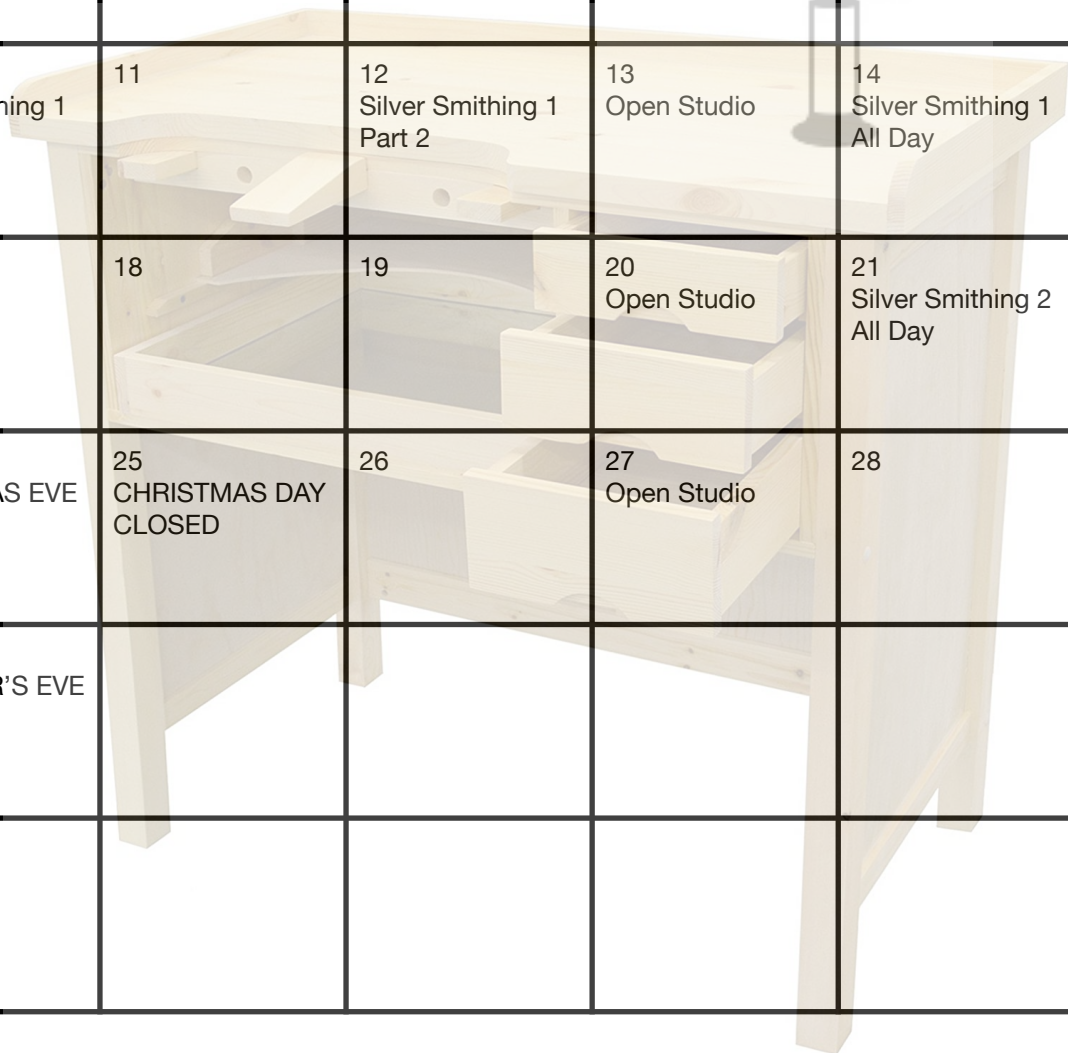 11
12
13
14
hing 1
Silver Smithing 1
Open Studio
Silver Smithing 1
Part 2
All Day
18
19
20
21
Open Studio
Silver Smithing 2
All Day
25
26
27
28
AS EVE
CHRISTMAS DAY
Open Studio
CLOSED
R’S EVE